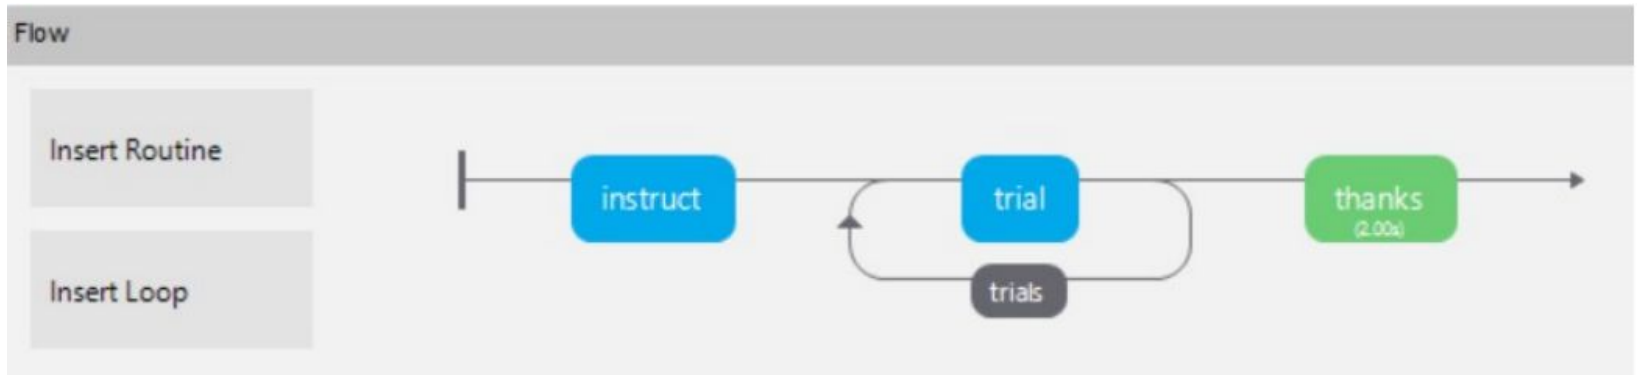 Flow
Insert Routine
Insert Loop
instruct
trial
trials
thanks
(2.00s)